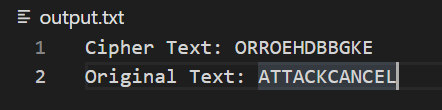 output.txt
1 Cipher Text: ORROEHDBBGKE
2 Original Text: ATTACKCANCEL